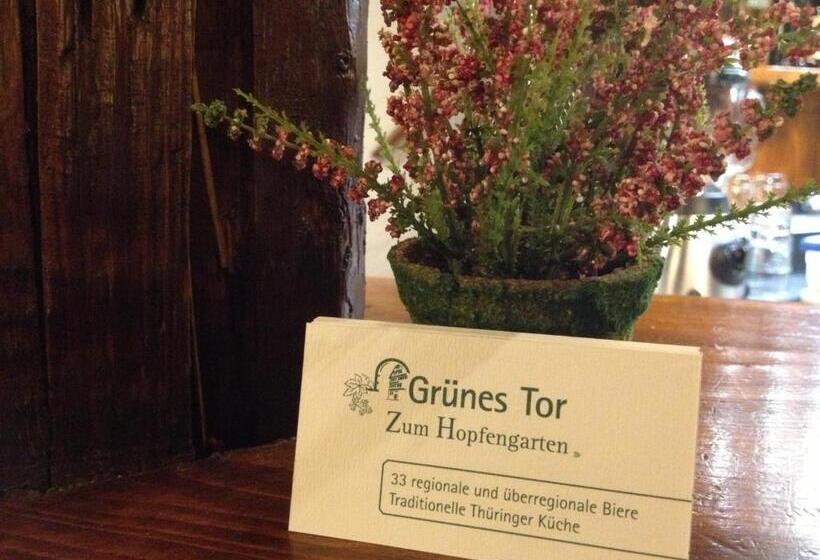 Grünes Tor
Zum Hopfengarten
33 regionale und überregionale Biere
Traditionelle Thüringer Küche